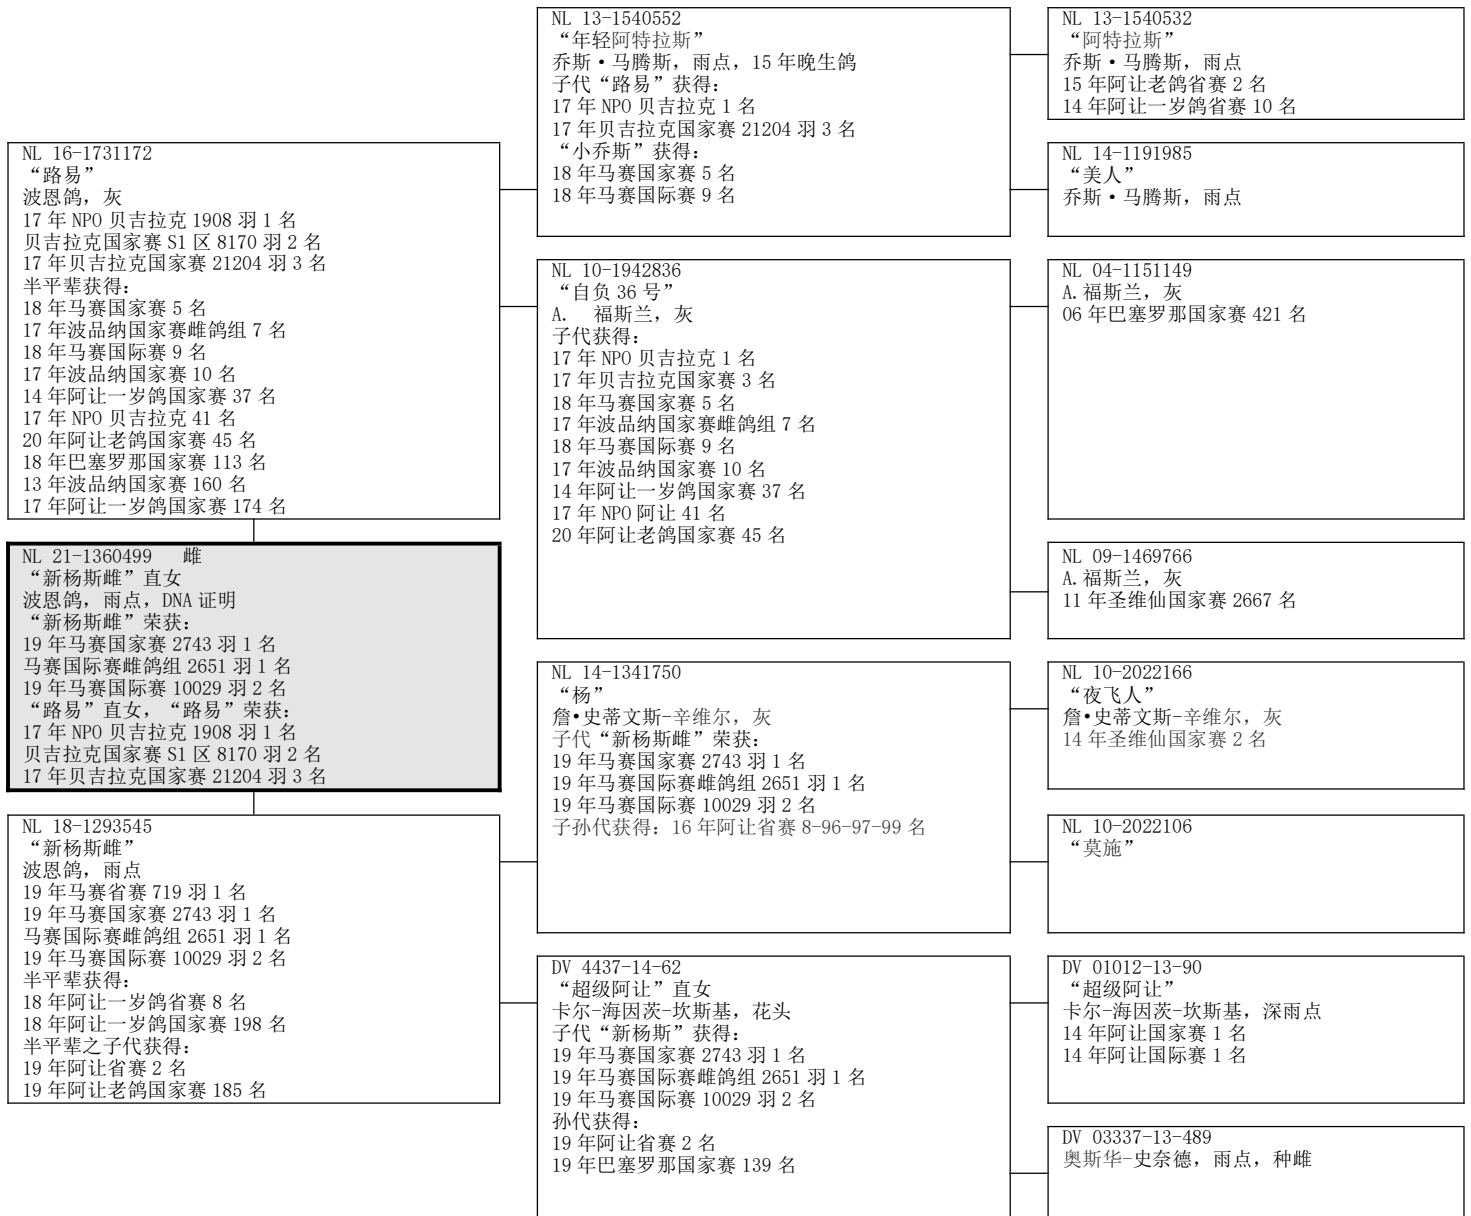 NL 16-1731172
“路易”
波恩鸽，灰
17 年 NPO 贝吉拉克 1908 羽 1 名
贝吉拉克国家赛 S1 区 8170 羽 2 名
17 年贝吉拉克国家赛 21204 羽 3 名
半平辈获得：
18 年马赛国家赛 5 名
17 年波品纳国家赛雌鸽组 7 名
18 年马赛国际赛 9 名
17 年波品纳国家赛 10 名
14 年阿让一岁鸽国家赛 37 名
17 年 NPO 贝吉拉克 41 名
20 年阿让老鸽国家赛 45 名
18 年巴塞罗那国家赛 113 名
13 年波品纳国家赛 160 名
17 年阿让一岁鸽国家赛 174 名
NL 21-1360499 雌
“新杨斯雌”直女
波恩鸽，雨点，DNA 证明
“新杨斯雌”荣获：
19 年马赛国家赛 2743 羽 1 名
马赛国际赛雌鸽组 2651 羽 1 名
19 年马赛国际赛 10029 羽 2 名
“路易”直女，“路易”荣获：
17 年 NPO 贝吉拉克 1908 羽 1 名
贝吉拉克国家赛 S1 区 8170 羽 2 名
17 年贝吉拉克国家赛 21204 羽 3 名
NL 18-1293545
“新杨斯雌”
波恩鸽，雨点
19 年马赛省赛 719 羽 1 名
19 年马赛国家赛 2743 羽 1 名
马赛国际赛雌鸽组 2651 羽 1 名
19 年马赛国际赛 10029 羽 2 名
半平辈获得：
18 年阿让一岁鸽省赛 8 名
18 年阿让一岁鸽国家赛 198 名
半平辈之子代获得：
19 年阿让省赛 2 名
19 年阿让老鸽国家赛 185 名
NL 13-1540552
“年轻阿特拉斯”
乔斯·马腾斯，雨点，15 年晚生鸽
子代“路易”获得：
17 年 NPO 贝吉拉克 1 名
17 年贝吉拉克国家赛 21204 羽 3 名
“小乔斯”获得：
18 年马赛国家赛 5 名
18 年马赛国际赛 9 名
NL 10-1942836
“自负 36 号”
A. 福斯兰，灰
子代获得：
17 年 NPO 贝吉拉克 1 名
17 年贝吉拉克国家赛 3 名
18 年马赛国家赛 5 名
17 年波品纳国家赛雌鸽组 7 名
18 年马赛国际赛 9 名
17 年波品纳国家赛 10 名
14 年阿让一岁鸽国家赛 37 名
17 年 NPO 阿让 41 名
20 年阿让老鸽国家赛 45 名
NL 14-1341750
“杨”
詹·史蒂文斯-辛维尔，灰
子代“新杨斯雌”荣获：
19 年马赛国家赛 2743 羽 1 名
19 年马赛国际赛雌鸽组 2651 羽 1 名
19 年马赛国际赛 10029 羽 2 名
子孙代获得：16 年阿让省赛 8-96-97-99 名
DV 4437-14-62
“超级阿让”直女
卡尔-海因茨-坎斯基，花头
子代“新杨斯”获得：
19 年马赛国家赛 2743 羽 1 名
19 年马赛国际赛雌鸽组 2651 羽 1 名
19 年马赛国际赛 10029 羽 2 名
孙代获得：
19 年阿让省赛 2 名
19 年巴塞罗那国家赛 139 名
NL 13-1540532
“阿特拉斯”
乔斯·马腾斯，雨点
15 年阿让老鸽省赛 2 名
14 年阿让一岁鸽省赛 10 名
NL 14-1191985
“美人”
乔斯·马腾斯，雨点
NL 04-1151149
A.福斯兰，灰
06 年巴塞罗那国家赛 421 名
NL 09-1469766
A.福斯兰，灰
11 年圣维仙国家赛 2667 名
NL 10-2022166
“夜飞人”
詹·史蒂文斯-辛维尔，灰
14 年圣维仙国家赛 2 名
NL 10-2022106
“莫施”
DV 01012-13-90
“超级阿让”
卡尔-海因茨-坎斯基，深雨点
14 年阿让国家赛 1 名
14 年阿让国际赛 1 名
DV 03337-13-489
奥斯华-史奈德，雨点，种雌